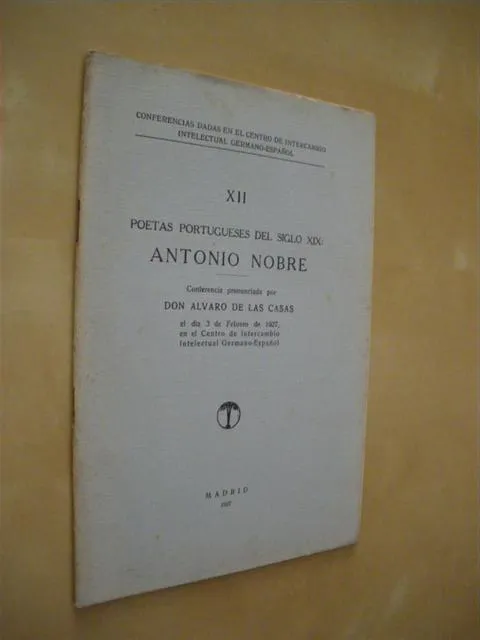 CONFERENCIAS DADAS EN EL CENTRO DE INTERCAMBIO
INTELECTUAL GERMANO-ESPAÑOL
XII
POETAS PORTUGUESES DEL SIGLO XIX:
ANTONIO NOBRE
Conferencia pronunciada por
DON ALVARO DE LAS CASAS
el día 3 de Febrero de 1927,
en el Centro de Intercambio
Intelectual Germano-Español
MADRID
1927